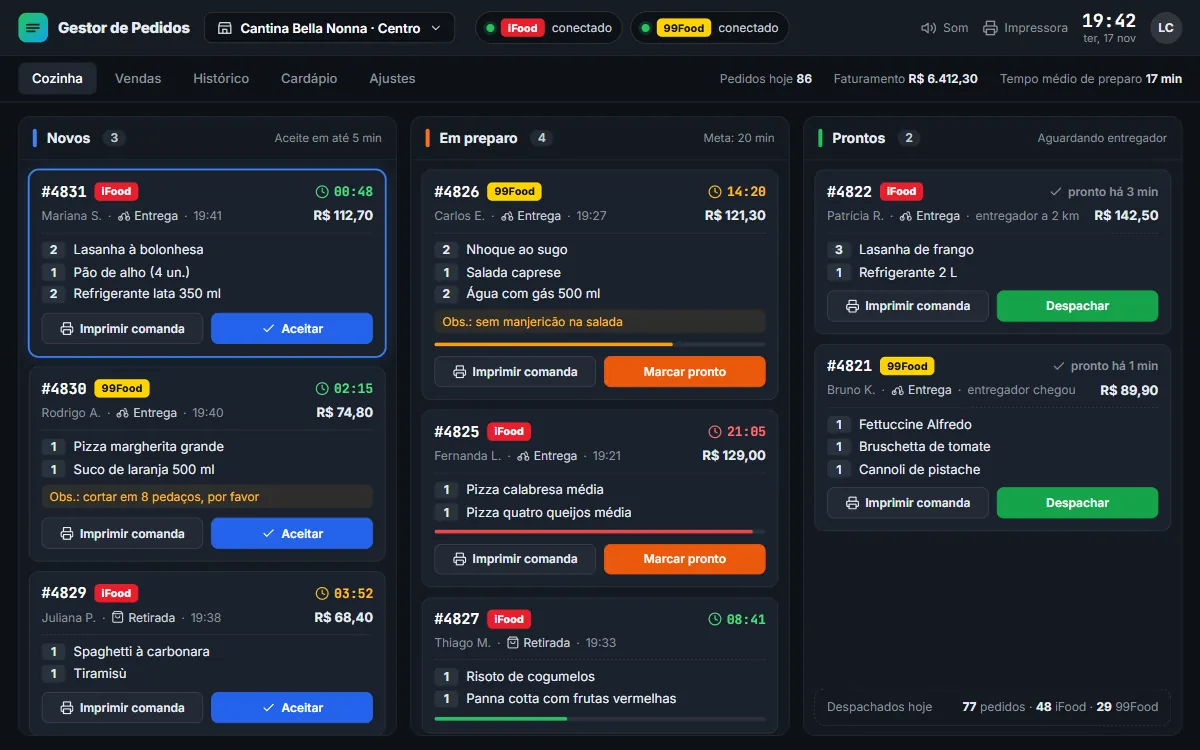 Gestor de Pedidos
Cantina Bella Nonna · Centro
iFood conectado
99Food conectado
Som
Impressora
19:42
ter, 17 nov
LC
Cozinha
Vendas
Histórico
Cardápio
Ajustes
Pedidos hoje 86
Faturamento R$ 6.412,30
Tempo médio de preparo 17 min
Novos 3
Aceite em até 5 min
#4831 iFood 00:48
Mariana S. · Entrega · 19:41 R$ 112,70
2 Lasanha à bolonhesa
1 Pão de alho (4 un.)
2 Refrigerante lata 350 ml
Imprimir comanda
Aceitar
#4830 99Food 02:15
Rodrigo A. · Entrega · 19:40 R$ 74,80
1 Pizza margherita grande
1 Suco de laranja 500 ml
Obs.: cortar em 8 pedaços, por favor
Imprimir comanda
Aceitar
#4829 iFood 03:52
Juliana P. · Retirada · 19:38 R$ 68,40
1 Spaghetti à carbonara
1 Tiramisù
Imprimir comanda
Aceitar
Em preparo 4
Meta: 20 min
#4826 99Food 14:20
Carlos E. · Entrega · 19:27 R$ 121,30
2 Nhoque ao sugo
1 Salada caprese
2 Água com gás 500 ml
Obs.: sem manjericão na salada
Imprimir comanda
Marcar pronto
#4825 iFood 21:05
Fernanda L. · Entrega · 19:21 R$ 129,00
1 Pizza calabresa média
1 Pizza quatro queijos média
Imprimir comanda
Marcar pronto
#4827 iFood 08:41
Thiago M. · Retirada · 19:33
1 Risoto de cogumelos
1 Panna cotta com frutas vermelhas
Prontos 2
Aguardando entregador
#4822 iFood pronto há 3 min
Patrícia R. · Entrega · entregador a 2 km R$ 142,50
3 Lasanha de frango
1 Refrigerante 2 L
Imprimir comanda
Despachar
#4821 99Food pronto há 1 min
Bruno K. · Entrega · entregador chegou R$ 89,90
1 Fettuccine Alfredo
1 Bruschetta de tomate
1 Cannoli de pistache
Imprimir comanda
Despachar
Despachados hoje 77 pedidos · 48 iFood · 29 99Food